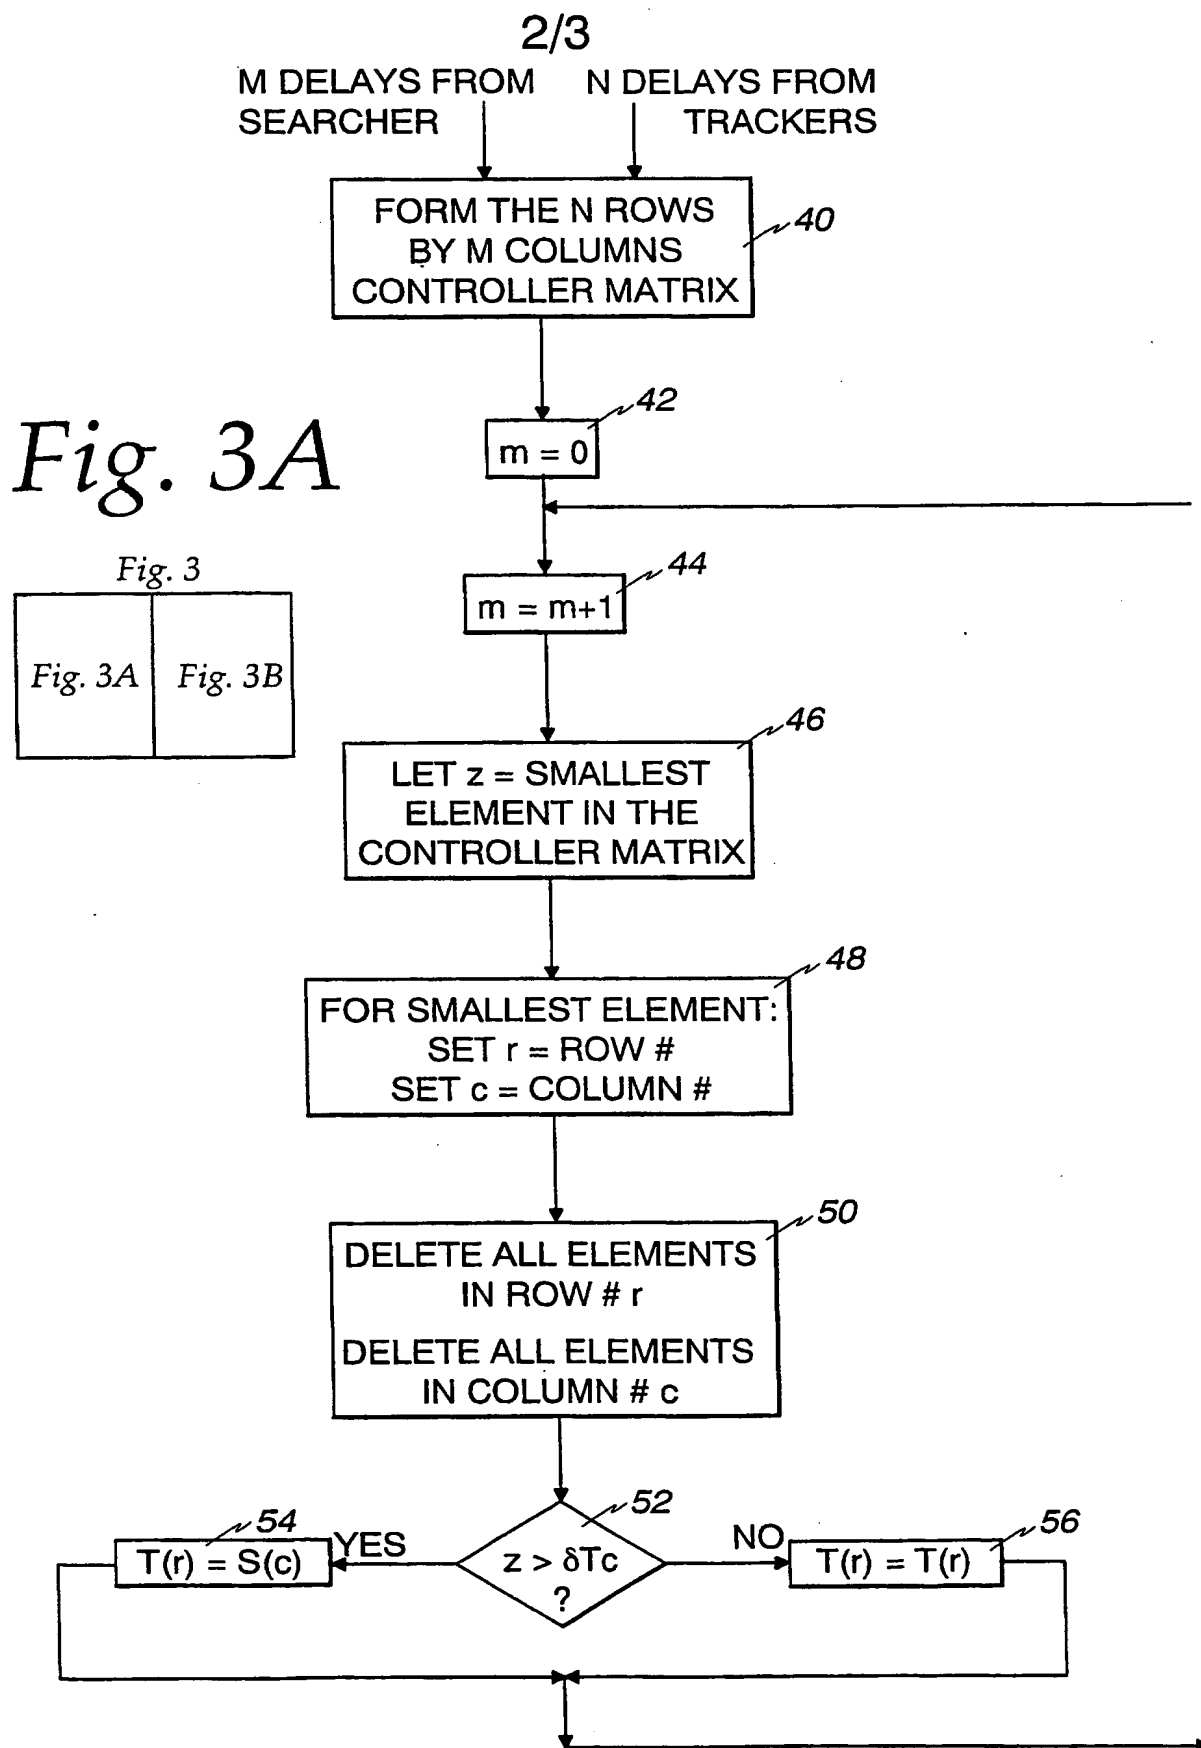 2/3
M DELAYS FROM SEARCHER
N DELAYS FROM TRACKERS
FORM THE N ROWS
BY M COLUMNS
CONTROLLER MATRIX
40
Fig. 3A
42
m = 0
Fig. 3
Fig. 3A
Fig. 3B
44
m = m+1
46
LET z = SMALLEST
ELEMENT IN THE
CONTROLLER MATRIX
48
FOR SMALLEST ELEMENT:
SET r = ROW #
SET c = COLUMN #
50
DELETE ALL ELEMENTS
IN ROW # r
DELETE ALL ELEMENTS
IN COLUMN # c
52
z > δTc
?
YES
54
T(r) = S(c)
NO
56
T(r) = T(r)